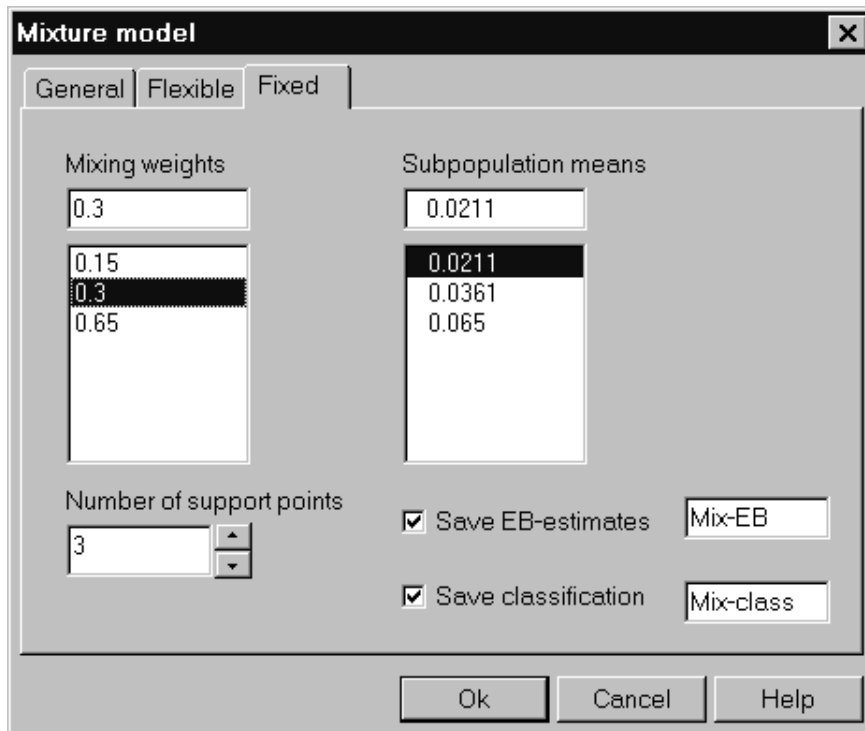 Mixture model
General Flexible Fixed
Mixing weights
0.3
0.15
0.3
0.65
Subpopulation means
0.0211
0.0211
0.0361
0.065
Number of support points
3
Save EB-estimates Mix-EB
Save classification Mix-class
Ok Cancel Help